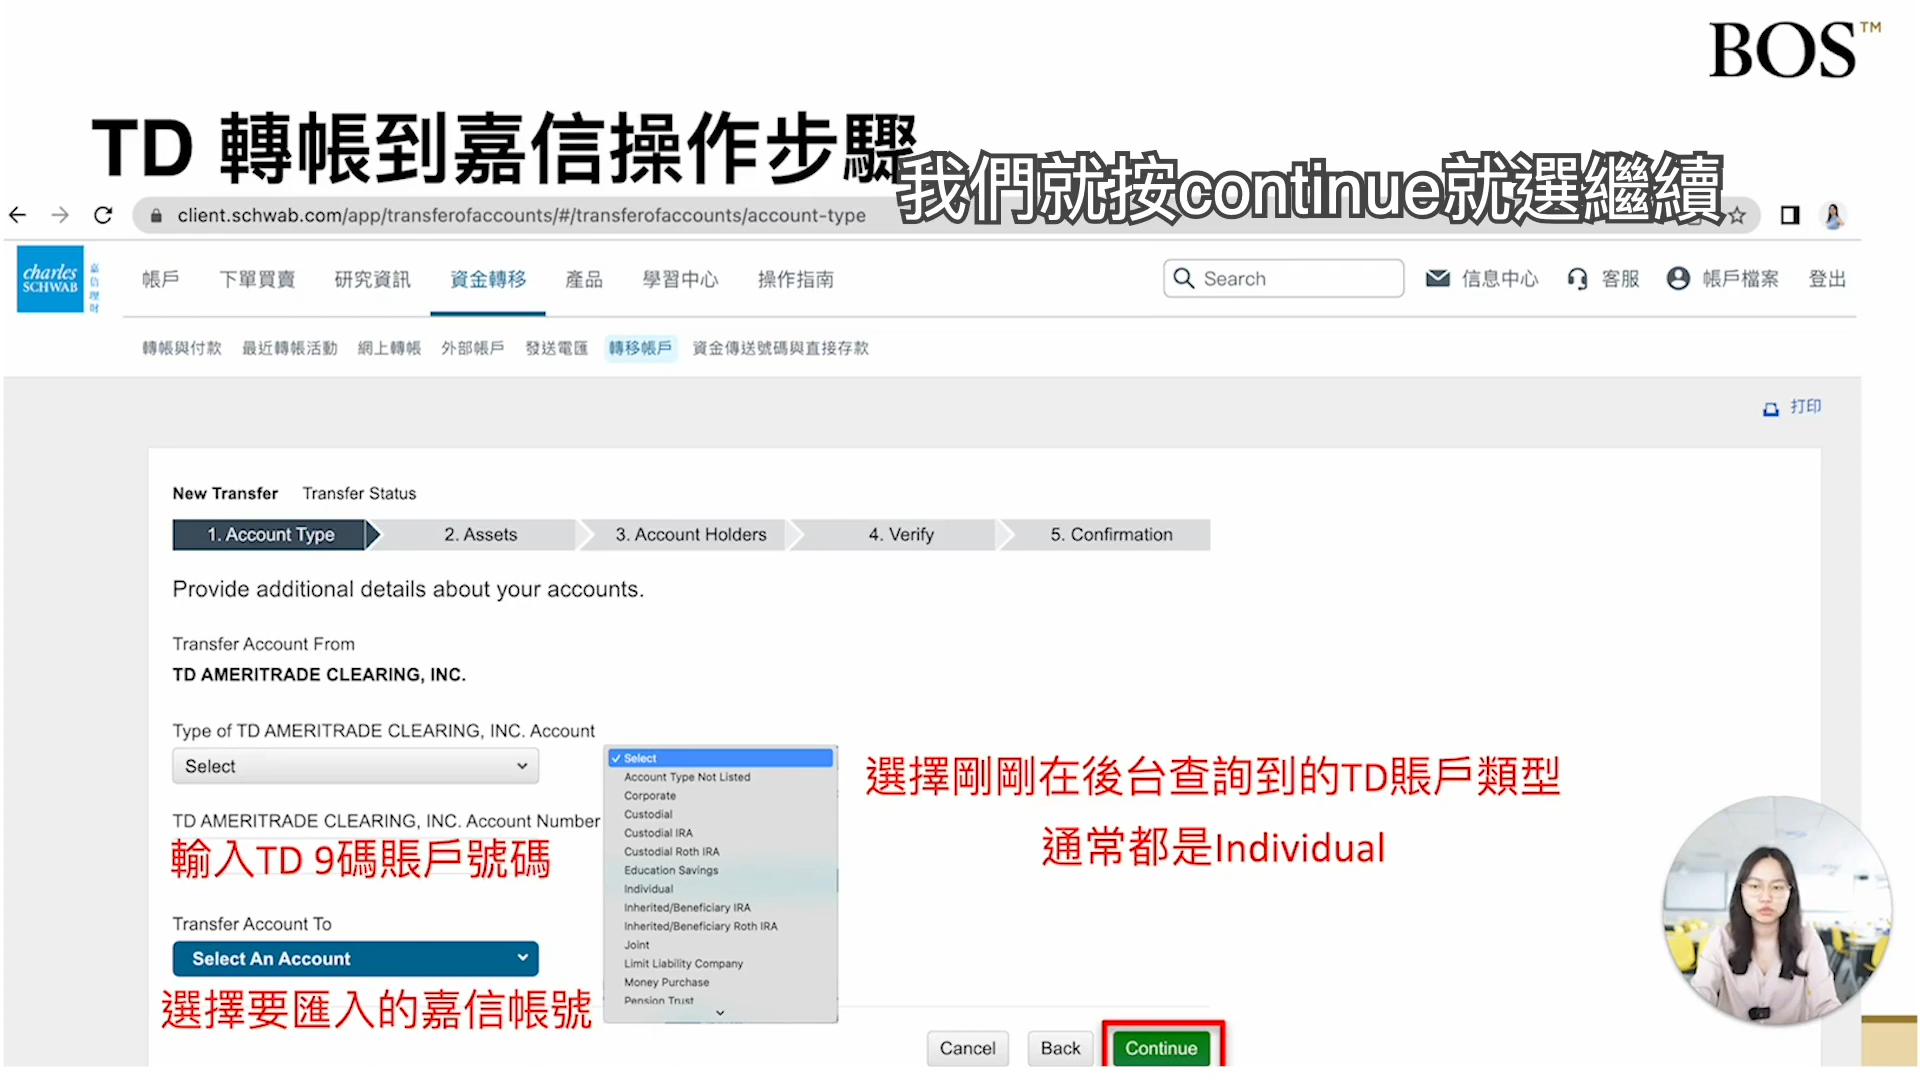 BOS™
TD 轉帳到嘉信操作步驟
我們就按continue就選繼續
client.schwab.com/app/transferofaccounts/#/transferofaccounts/account-type
charles
SCHWAB
嘉信理財
帳戶 下單買賣 研究資訊 資金轉移 產品 學習中心 操作指南 Search 信息中心 客服 帳戶檔案 登出
轉帳與付款 最近轉帳活動 網上轉帳 外部帳戶 發送電匯 轉移帳戶 資金傳送號碼與直接存款
打印
New Transfer Transfer Status
1. Account Type 2. Assets 3. Account Holders 4. Verify 5. Confirmation
Provide additional details about your accounts.
Transfer Account From
TD AMERITRADE CLEARING, INC.
Type of TD AMERITRADE CLEARING, INC. Account
Select
TD AMERITRADE CLEARING, INC. Account Number
輸入TD 9碼賬戶號碼
Transfer Account To
Select An Account
選擇要匯入的嘉信帳號
✓ Select
Account Type Not Listed
Corporate
Custodial
Custodial IRA
Custodial Roth IRA
Education Savings
Individual
Inherited/Beneficiary IRA
Inherited/Beneficiary Roth IRA
Joint
Limit Liability Company
Money Purchase
Pension Trust
選擇剛剛在後台查詢到的TD賬戶類型
通常都是Individual
Cancel Back Continue